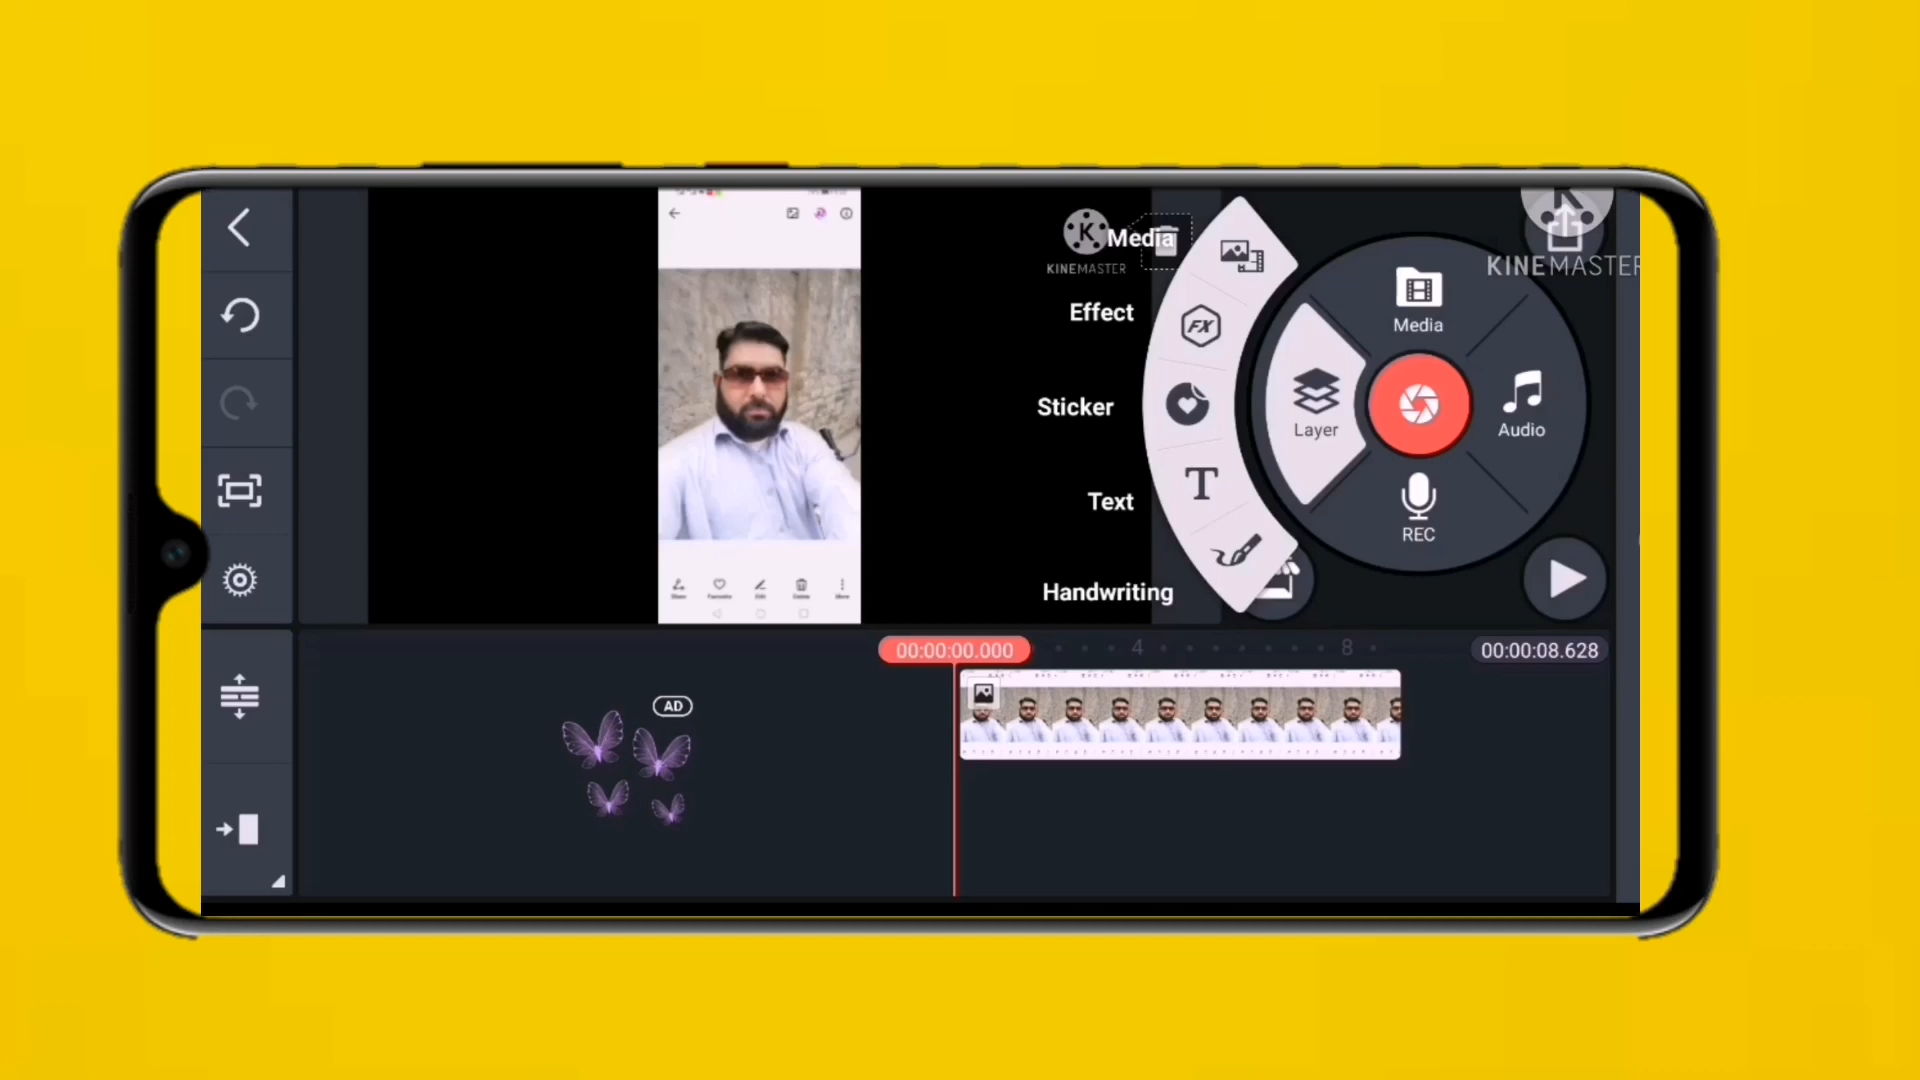 Media
KINEMASTER
KINEMASTER
Effect
Sticker
Text
Handwriting
Media
Layer
Audio
REC
00:00:00.000
4
8
00:00:08.628
AD
FX